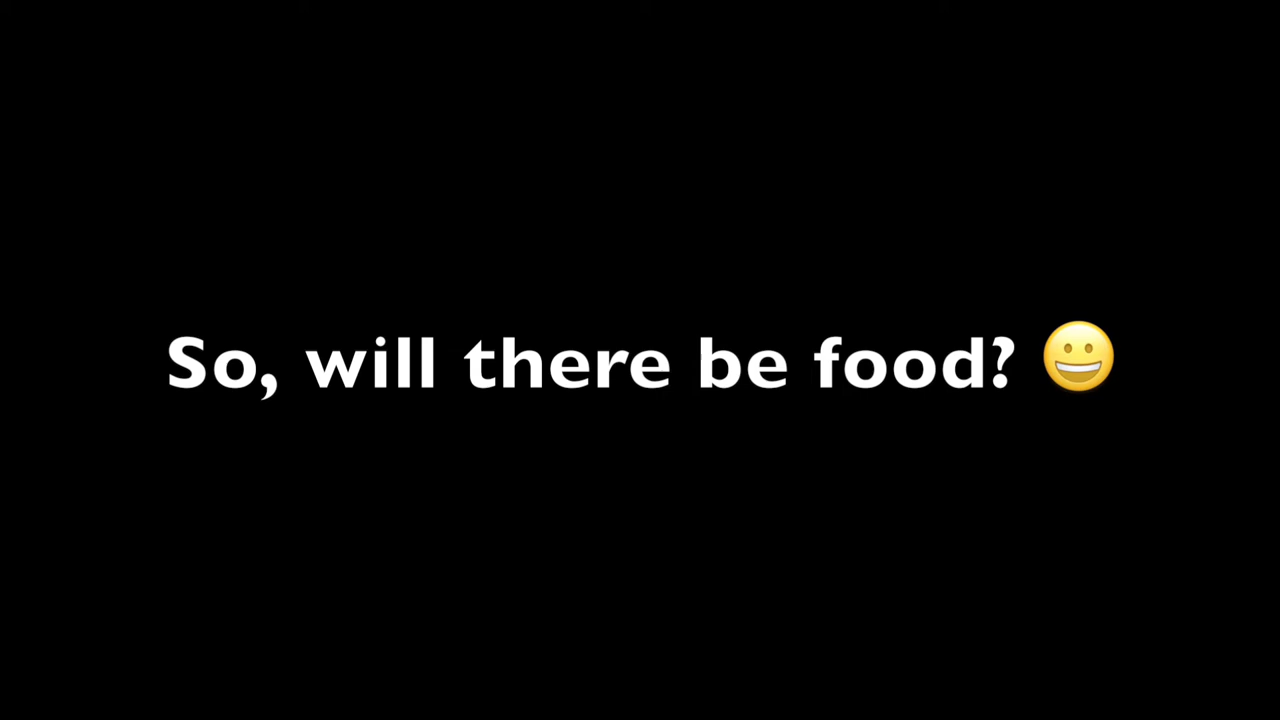 So, will there be food? 😀